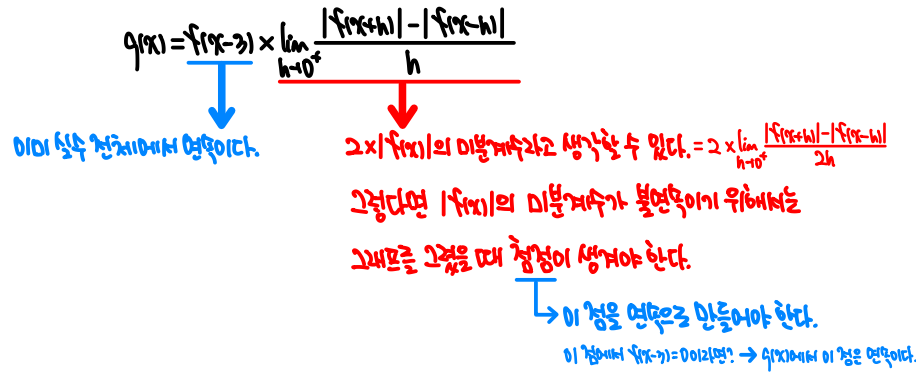 g(x) = f(x-3) × lim h→0⁺ (|f(x+h)| - |f(x-h)|) / h
이미 실수 전체에서 연속이다.
2×|f(x)|의 미분계수라고 생각할 수 있다. = 2 × lim h→0⁺ (|f(x+h)| - |f(x-h)|) / 2h
그렇다면 |f(x)|의 미분계수가 불연속이기 위해서는
그래프를 그렸을 때 첨점이 생겨야 한다.
이 점을 연속으로 만들어야 한다.
이 점에서 f(x-3)=0이라면? → g(x)에서 이 점은 연속이다.